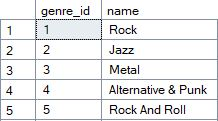 genre_id name
1 1 Rock
2 2 Jazz
3 3 Metal
4 4 Alternative & Punk
5 5 Rock And Roll